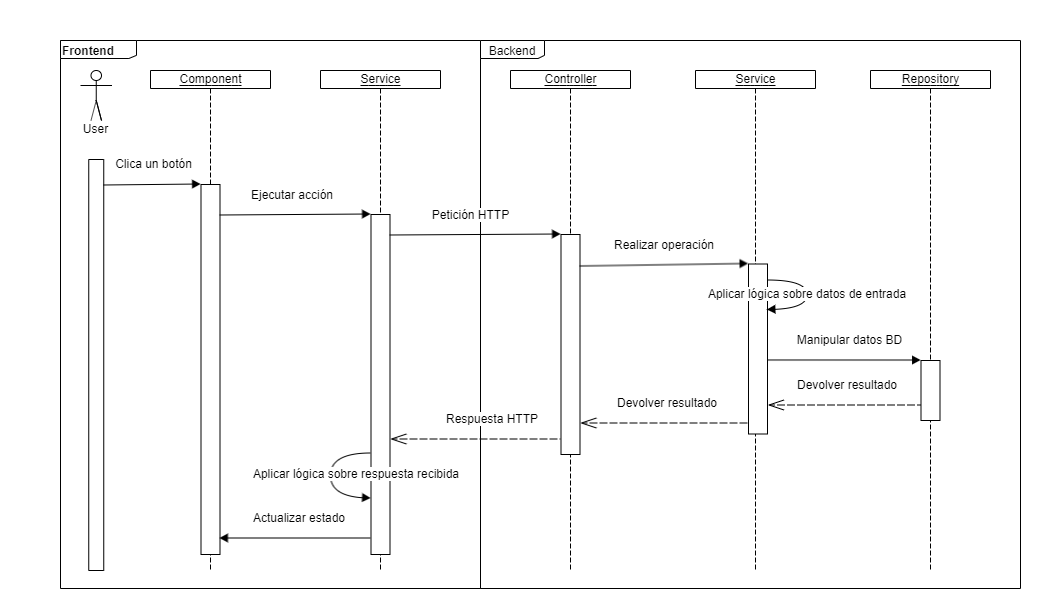 Frontend
Backend
Component
Service
Controller
Service
Repository
User
Clica un botón
Ejecutar acción
Petición HTTP
Realizar operación
Aplicar lógica sobre datos de entrada
Manipular datos BD
Devolver resultado
Devolver resultado
Respuesta HTTP
Aplicar lógica sobre respuesta recibida
Actualizar estado